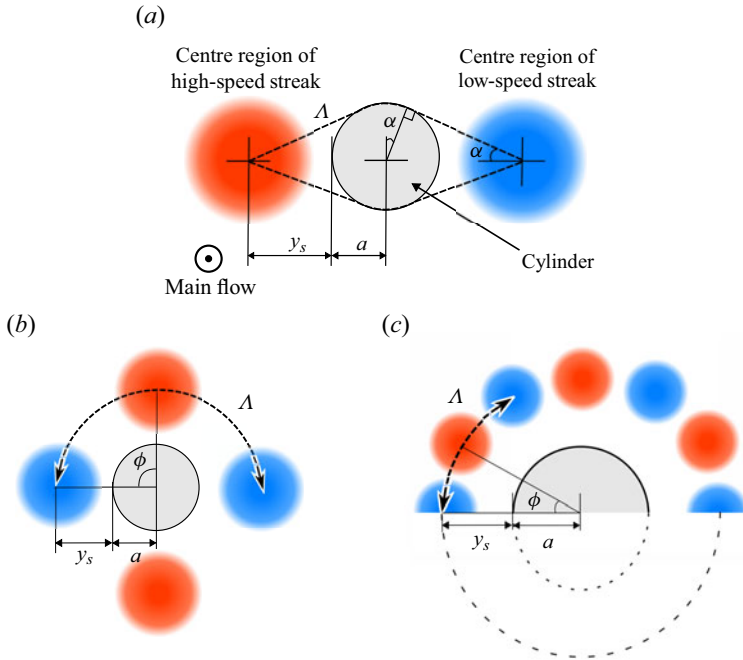 (a)
Centre region of
high-speed streak
Centre region of
low-speed streak
Λ
α
α
y_s
a
Cylinder
Main flow
(b)
(c)
Λ
ϕ
y_s
a
Λ
ϕ
y_s
a